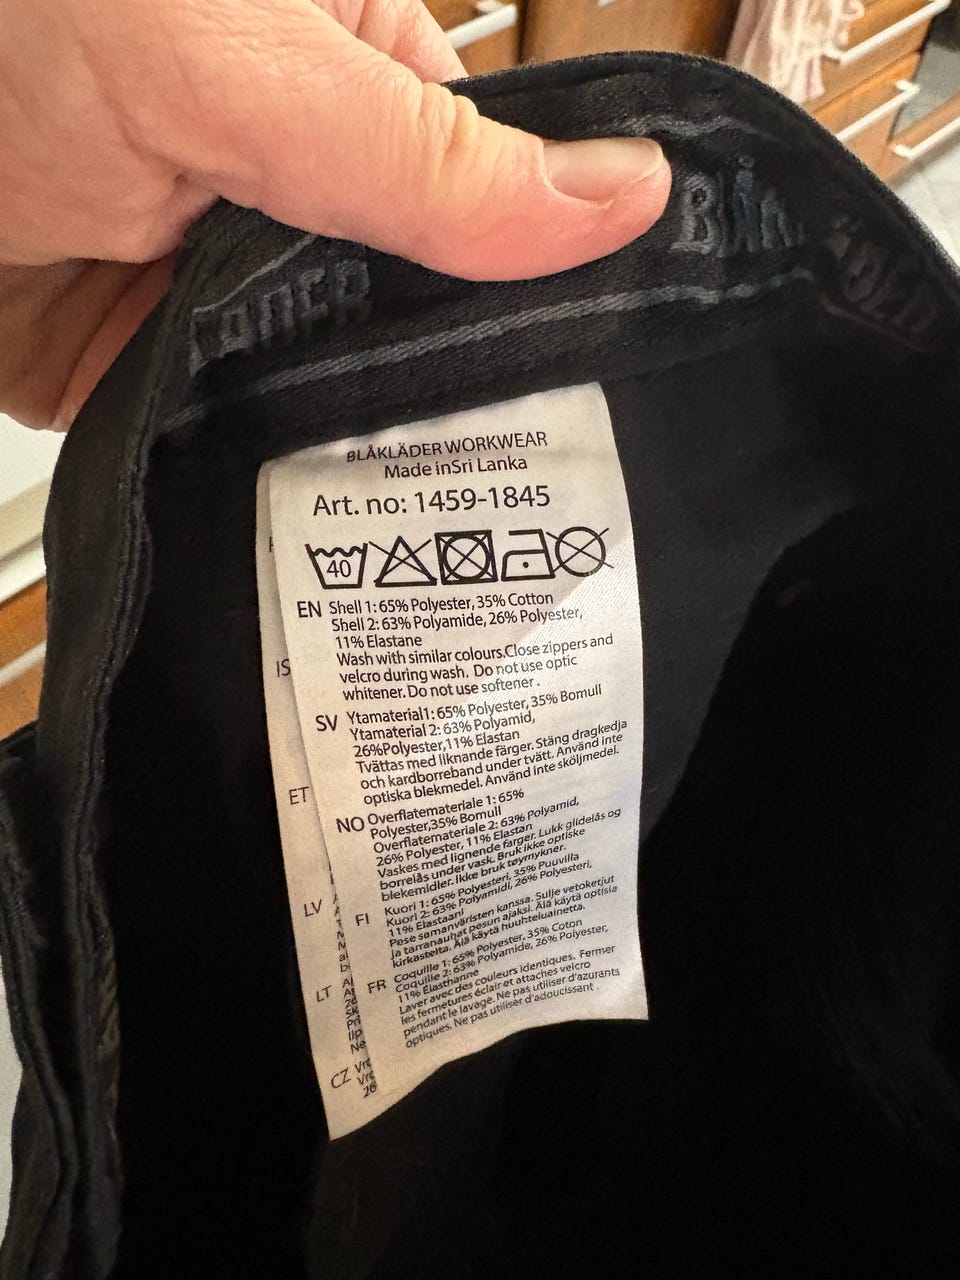 BLÅKLÄDER WORKWEAR
Made inSri Lanka
Art. no: 1459-1845
40
EN Shell 1: 65% Polyester, 35% Cotton
Shell 2: 63% Polyamide, 26% Polyester,
11% Elastane
Wash with similar colours.Close zippers and
velcro during wash. Do not use optic
whitener. Do not use softener .
SV Ytamaterial1: 65% Polyester, 35% Bomull
Ytamaterial 2: 63% Polyamid,
26%Polyester,11% Elastan
Tvättas med liknande färger. Stäng dragkedja
och kardborreband under tvätt. Använd inte
optiska blekmedel. Använd inte sköljmedel.
NO Overflatemateriale 1: 65%
Polyester,35% Bomull
Overflatemateriale 2: 63% Polyamid,
26% Polyester, 11% Elastan
Vaskes med lignende farger. Lukk glidelås og
borrelås under vask. Bruk ikke optiske
blekemidler. Ikke bruk tøymykner.
FI Kuori 1: 65% Polyesteri, 35% Puuvilla
Kuori 2: 63% Polyamidi, 26% Polyesteri,
11% Elastaani
Pese samanväristen kanssa. Sulje vetoketjut
ja tarranauhat pesun ajaksi. Älä käytä optisia
kirkasteita. Älä käytä huuhteluainetta.
FR Coquille 1: 65% Polyester, 35% Coton
Coquille 2: 63% Polyamide, 26% Polyester,
11% Élasthanne
Laver avec des couleurs identiques. Fermer
les fermetures éclair et attaches velcro
pendant le lavage. Ne pas utiliser d'azurants
optiques. Ne pas utiliser d'adoucissant .
IS
ET
LV
LT
CZ